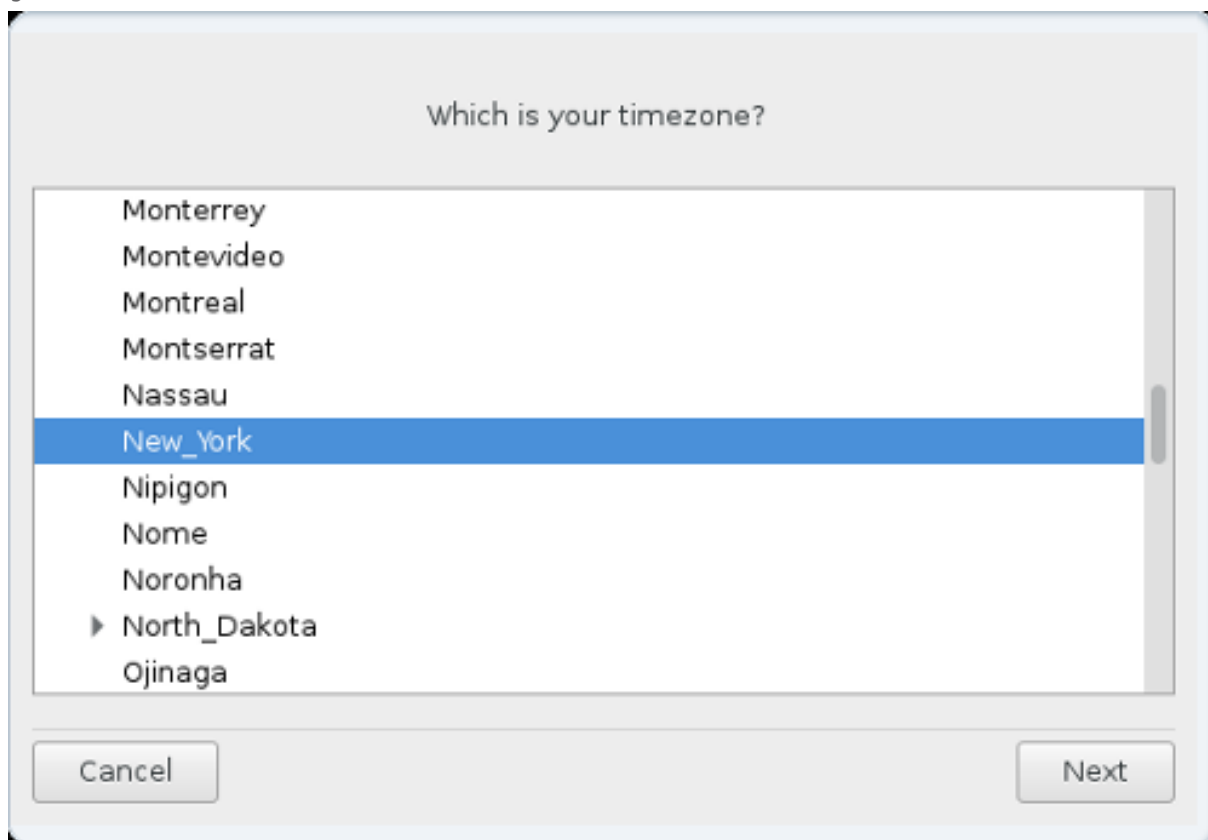 Which is your timezone?
Monterrey
Montevideo
Montreal
Montserrat
Nassau
New_York
Nipigon
Nome
Noronha
North_Dakota
Ojinaga
Cancel
Next